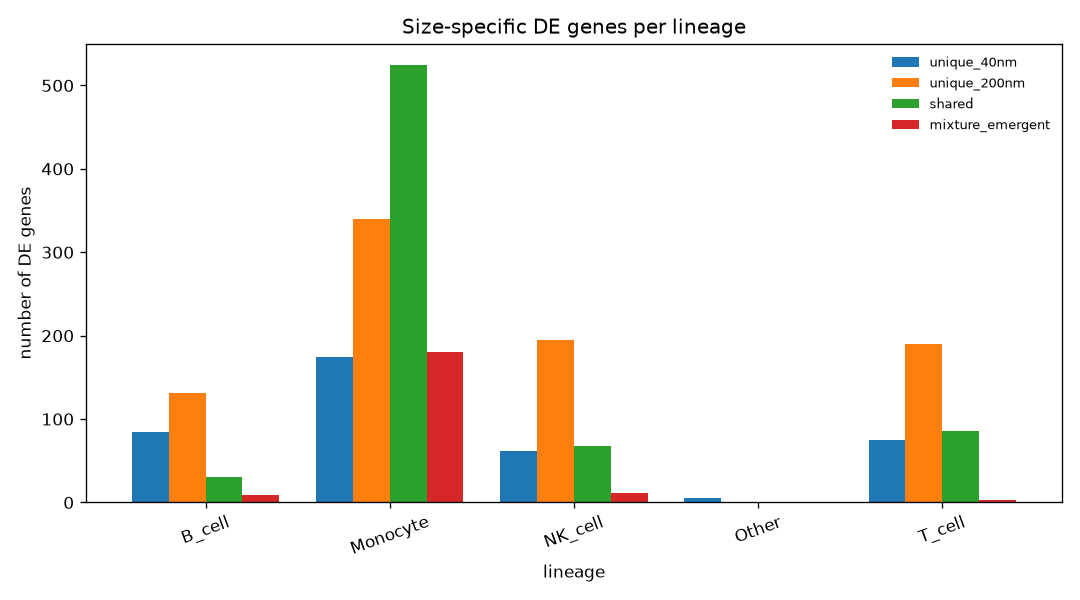 Size-specific DE genes per lineage
unique_40nm
unique_200nm
shared
mixture_emergent
number of DE genes
500
400
300
200
100
0
B_cell
Monocyte
NK_cell
Other
T_cell
lineage